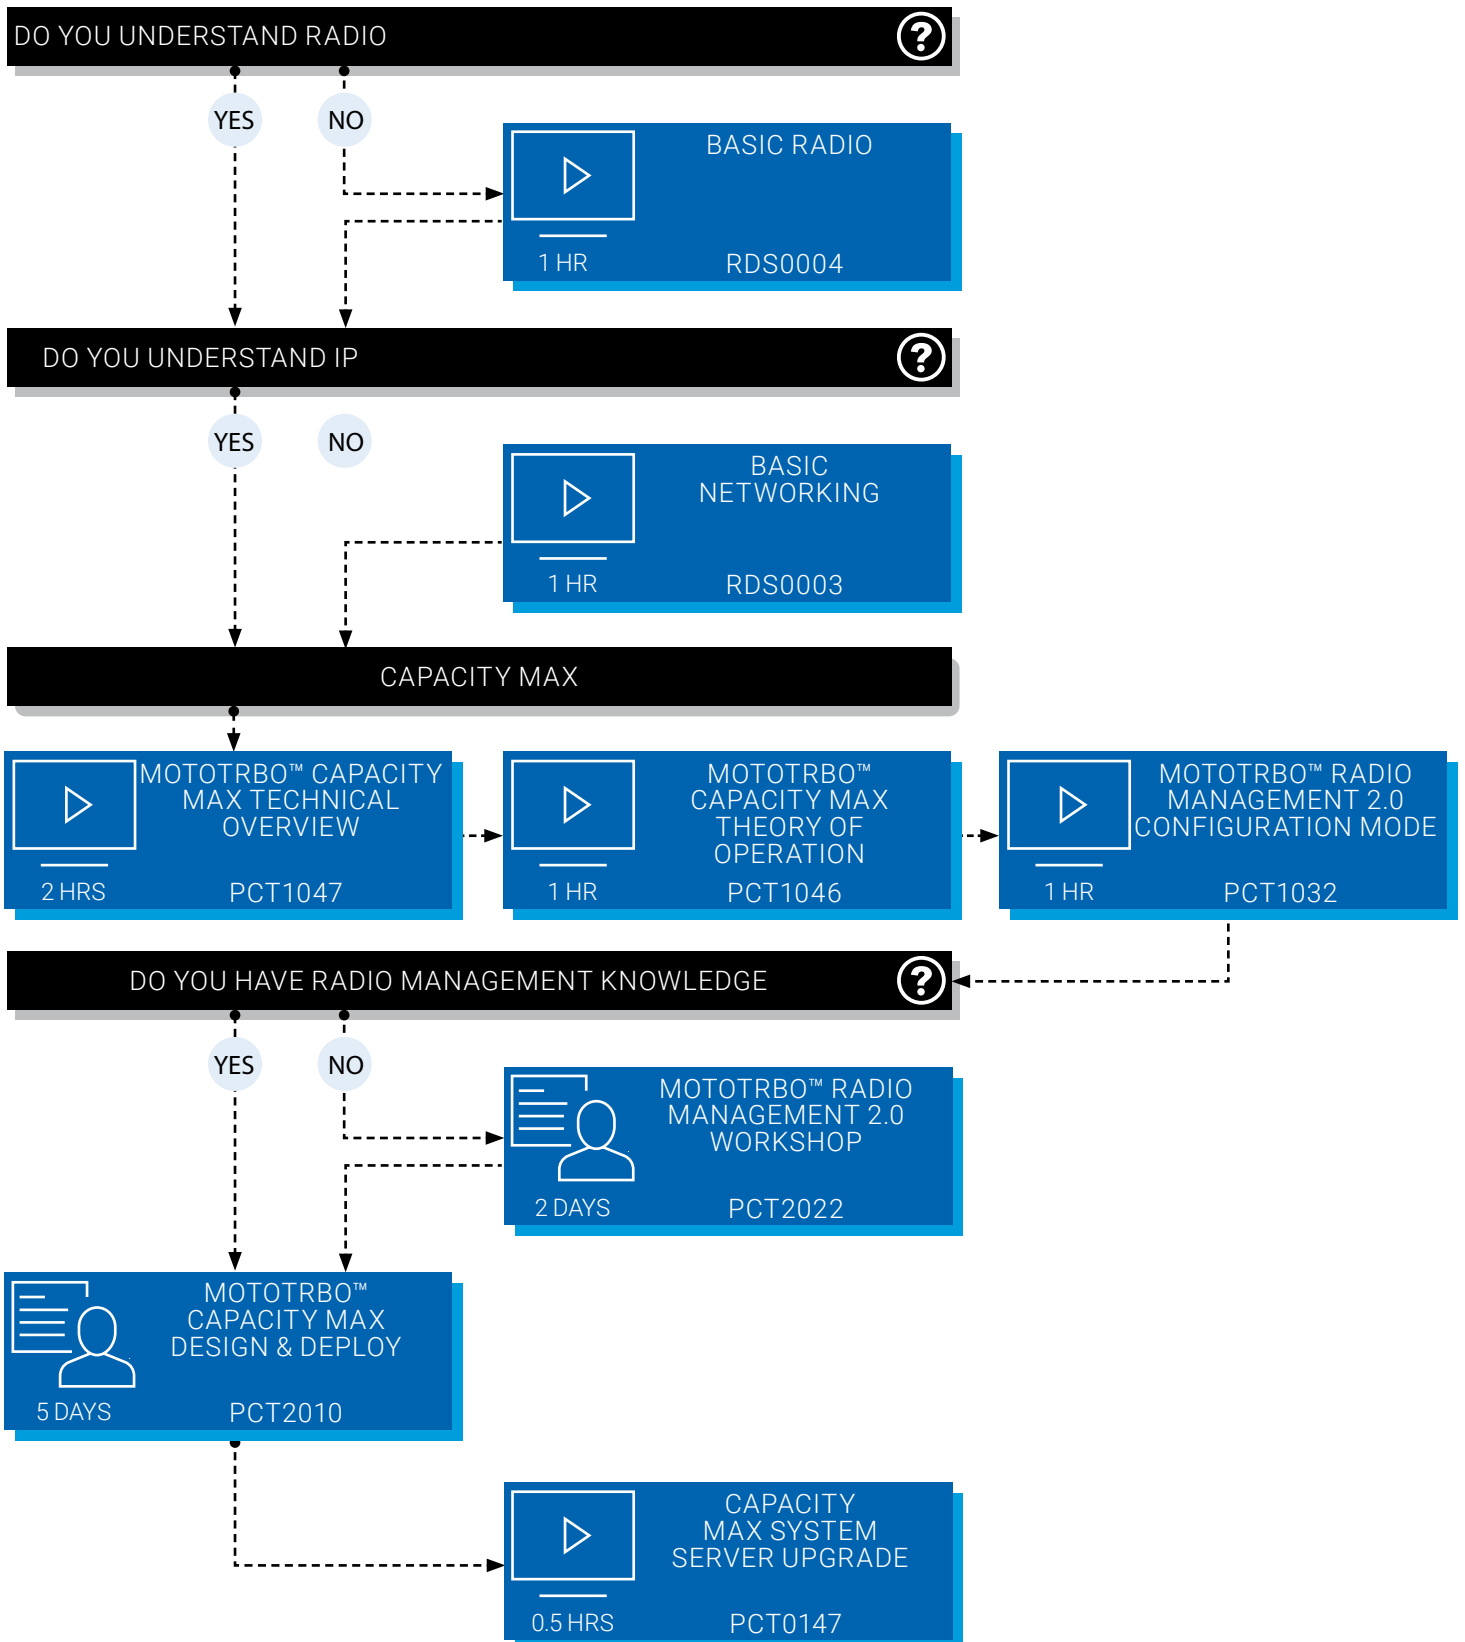 DO YOU UNDERSTAND RADIO
?
YES
NO
BASIC RADIO
1 HR
RDS0004
DO YOU UNDERSTAND IP
?
YES
NO
BASIC
NETWORKING
1 HR
RDS0003
CAPACITY MAX
MOTOTRBO™ CAPACITY
MAX TECHNICAL
OVERVIEW
2 HRS
PCT1047
MOTOTRBO™
CAPACITY MAX
THEORY OF
OPERATION
1 HR
PCT1046
MOTOTRBO™ RADIO
MANAGEMENT 2.0
CONFIGURATION MODE
1 HR
PCT1032
DO YOU HAVE RADIO MANAGEMENT KNOWLEDGE
?
YES
NO
MOTOTRBO™ RADIO
MANAGEMENT 2.0
WORKSHOP
2 DAYS
PCT2022
MOTOTRBO™
CAPACITY MAX
DESIGN & DEPLOY
5 DAYS
PCT2010
CAPACITY
MAX SYSTEM
SERVER UPGRADE
0.5 HRS
PCT0147